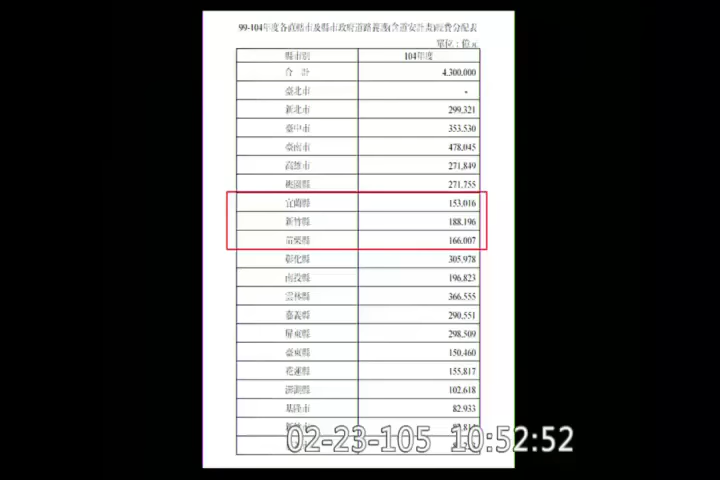 99-104年度各直轄市及縣市政府道路養護(含道安計畫)經費分配表
單位：仟元
縣市別 104年度
合 計 4,300,000
臺北市 -
新北市 299,321
臺中市 353,530
臺南市 478,045
高雄市 271,849
桃園縣 271,755
宜蘭縣 153,016
新竹縣 188,196
苗栗縣 166,007
彰化縣 305,978
南投縣 196,823
雲林縣 366,555
嘉義縣 290,551
屏東縣 298,509
臺東縣 150,460
花蓮縣 155,817
澎湖縣 102,618
基隆市 82,933
新竹市
02-23-105 10:52:52